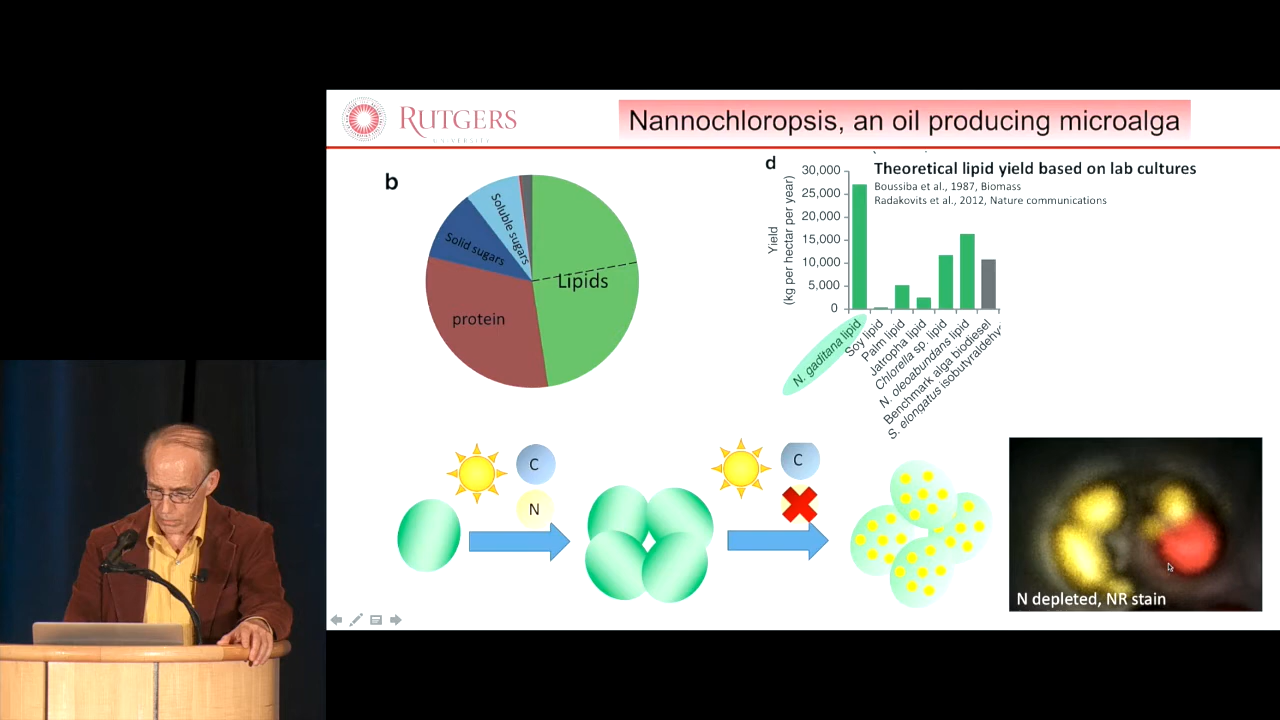 RUTGERS
UNIVERSITY
Nannochloropsis, an oil producing microalga
b
Soluble sugars
Solid sugars
Lipids
protein
d
Theoretical lipid yield based on lab cultures
Boussiba et al., 1987, Biomass
Radakovits et al., 2012, Nature communications
Yield
(kg per hectar per year)
30,000
25,000
20,000
15,000
10,000
5,000
0
N. gaditana lipid
Soy lipid
Palm lipid
Jatropha lipid
Chlorella sp. lipid
N. oleoabundans lipid
Benchmark alga biodiesel
S. elongatus isobutyraldehy
C
N
C
N depleted, NR stain